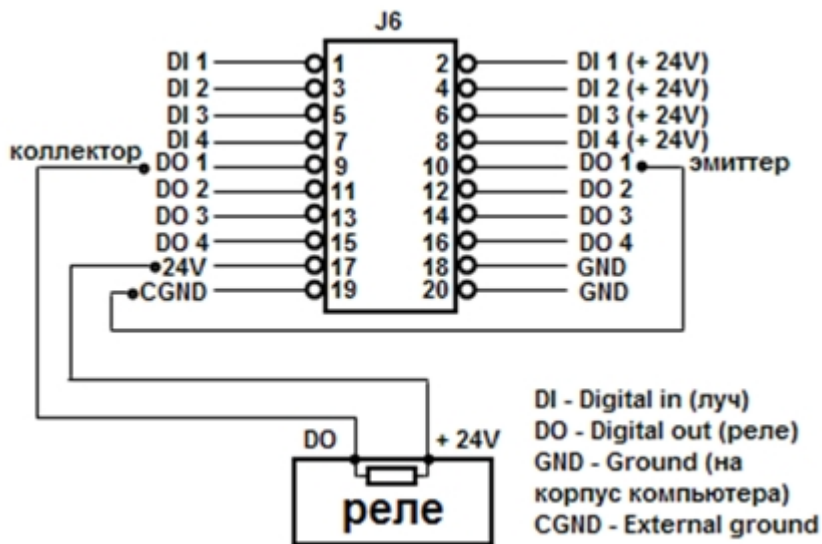 J6
DI 1 1 2 DI 1 (+ 24V)
DI 2 3 4 DI 2 (+ 24V)
DI 3 5 6 DI 3 (+ 24V)
DI 4 7 8 DI 4 (+ 24V)
коллектор DO 1 9 10 DO 1 эмиттер
DO 2 11 12 DO 2
DO 3 13 14 DO 3
DO 4 15 16 DO 4
24V 17 18 GND
CGND 19 20 GND
DO + 24V
реле
DI - Digital in (луч)
DO - Digital out (реле)
GND - Ground (на
корпус компьютера)
CGND - External ground